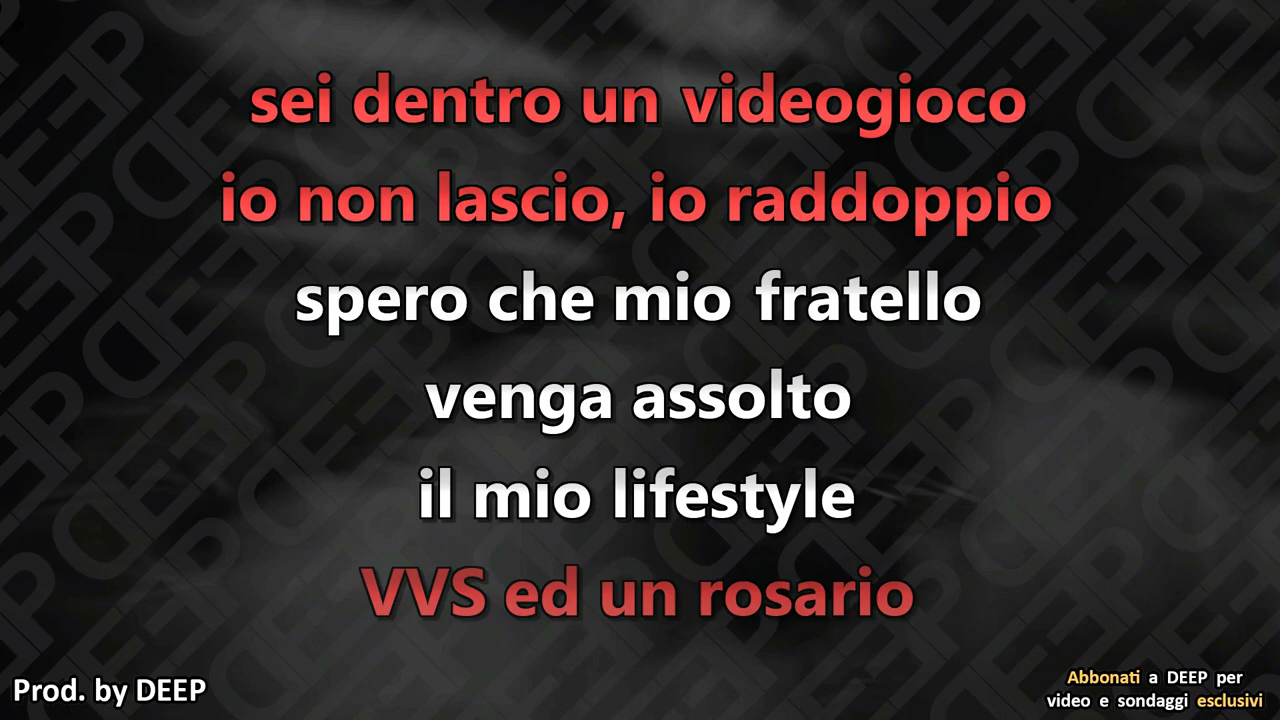 sei dentro un videogioco
io non lascio, io raddoppio
spero che mio fratello
venga assolto
il mio lifestyle
VVS ed un rosario
Prod. by DEEP
Abbonati a DEEP per
video e sondaggi esclusivi